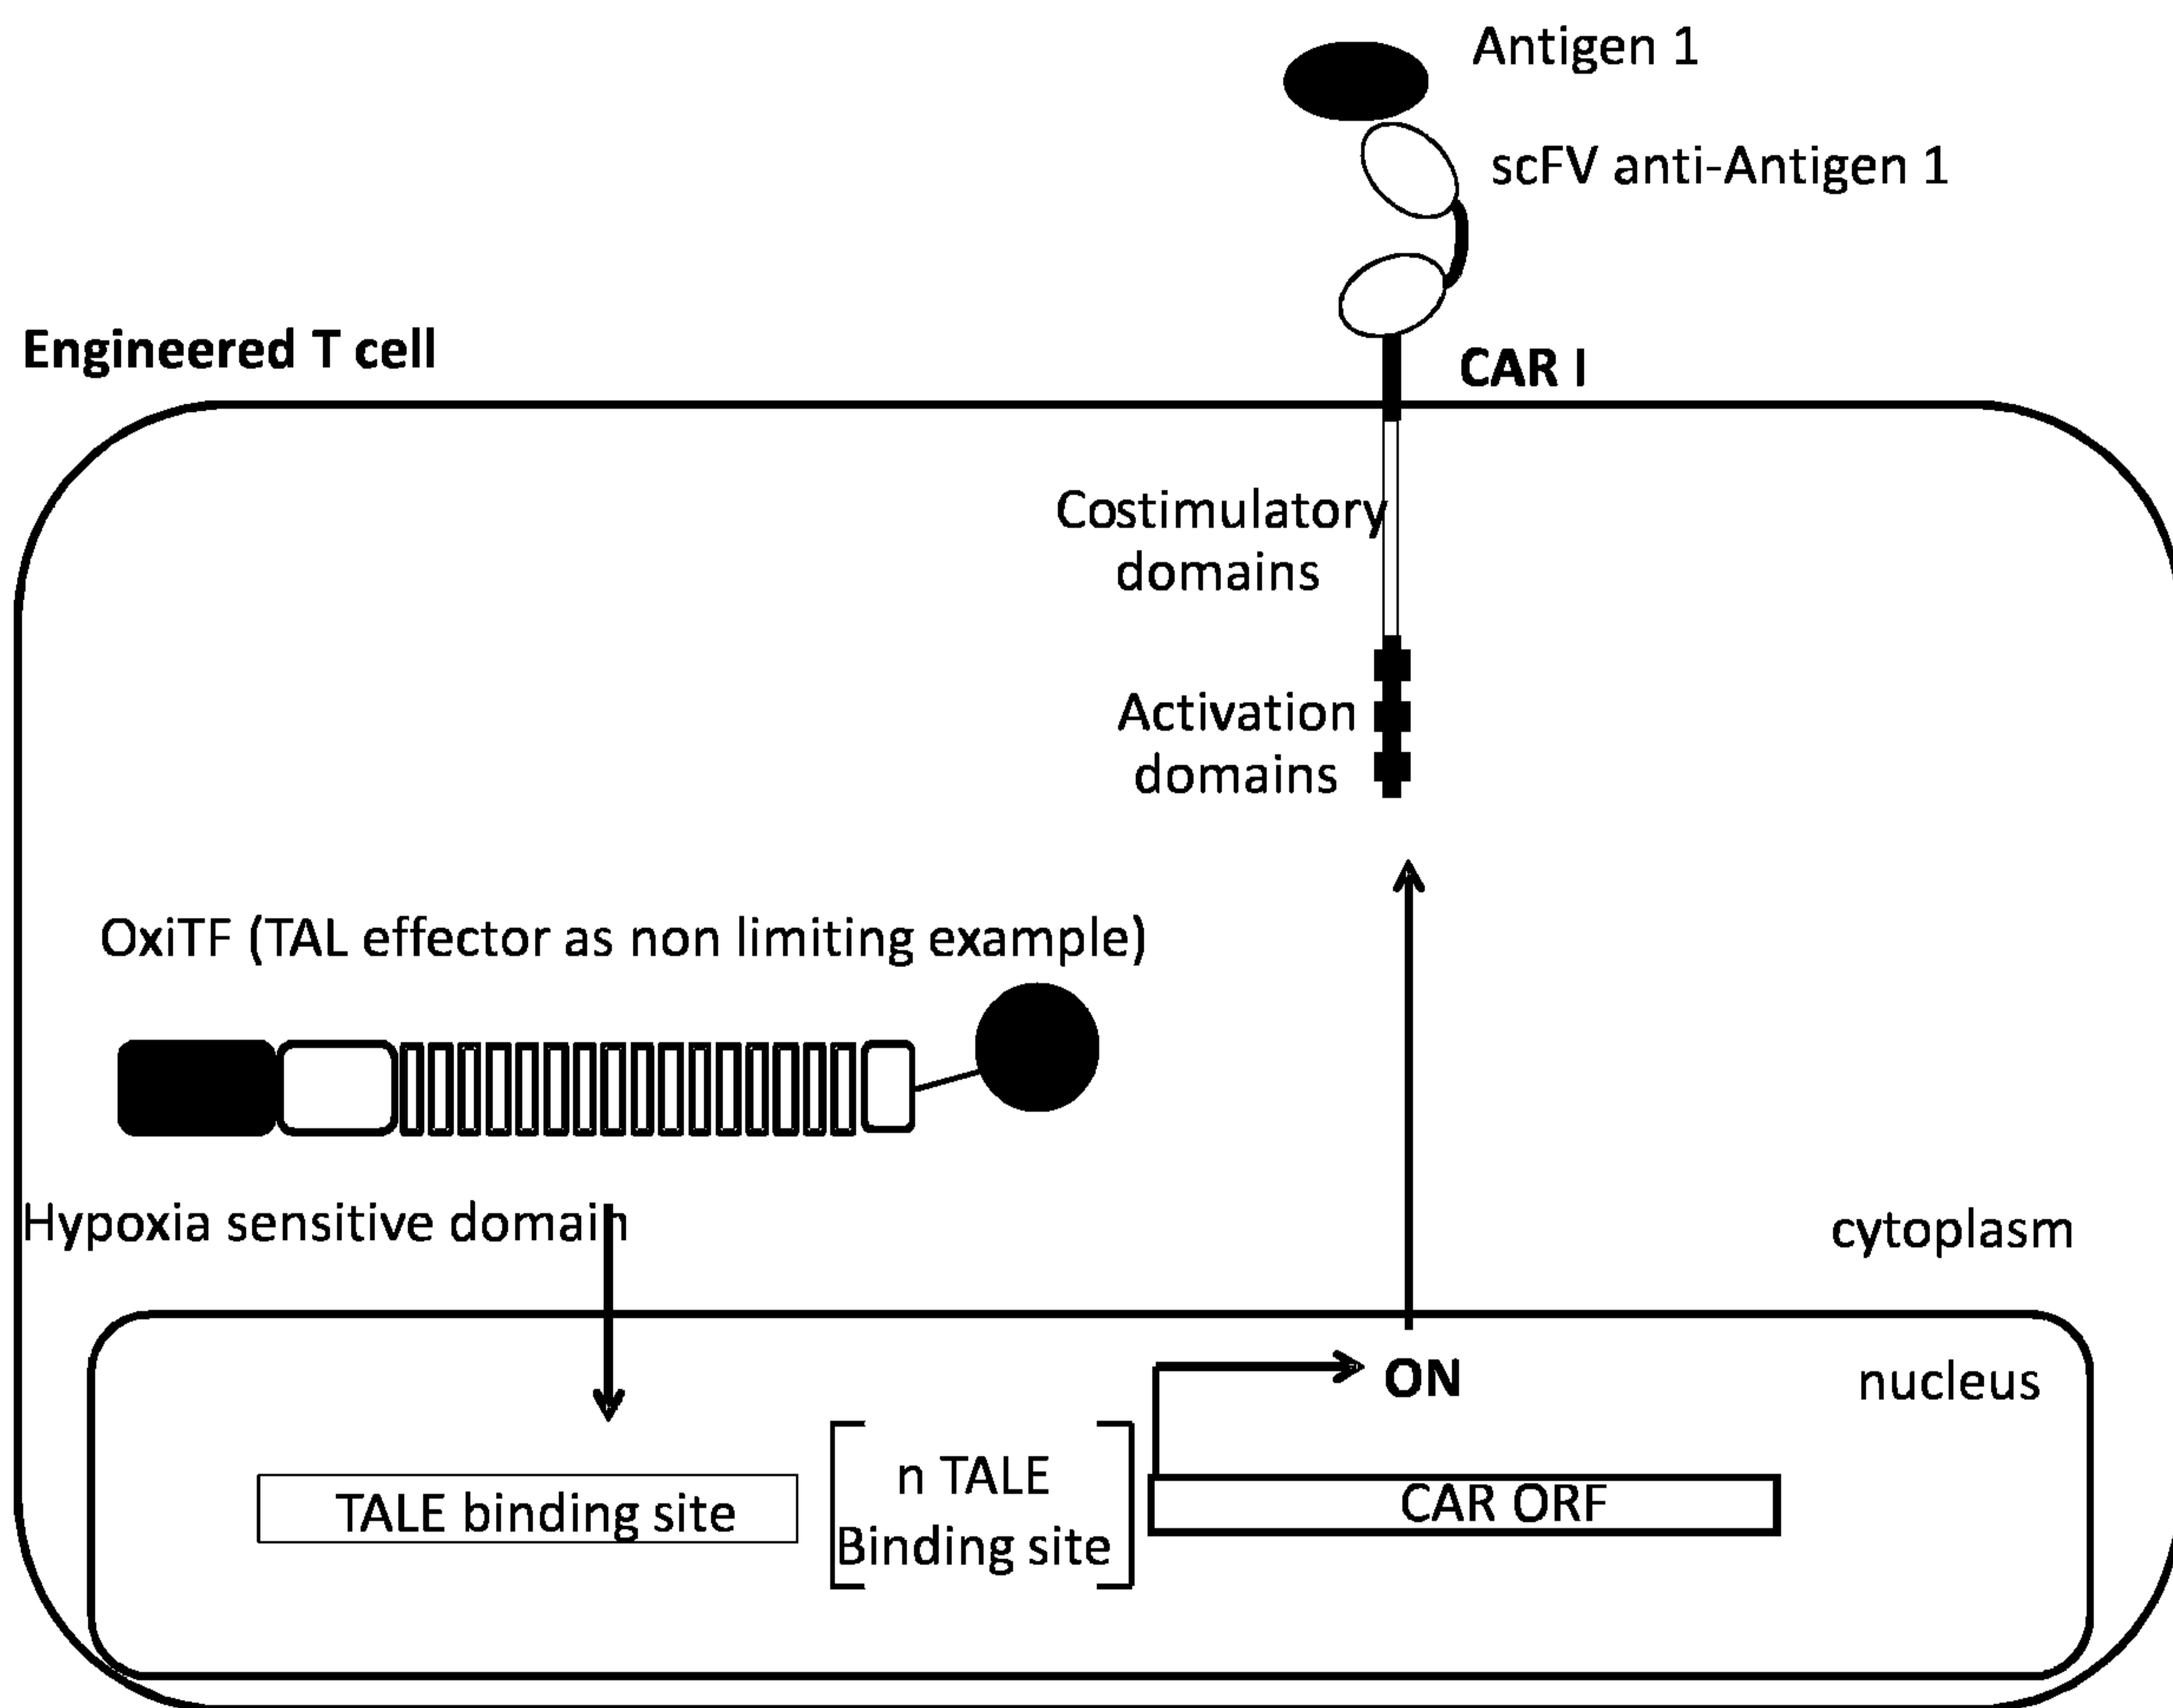 Antigen 1
scFV anti-Antigen 1
Engineered T cell
CAR I
Costimulatory
domains
Activation
domains
OxiTF (TAL effector as non limiting example)
Hypoxia sensitive domain
cytoplasm
ON
nucleus
n TALE
Binding site
TALE binding site
CAR ORF